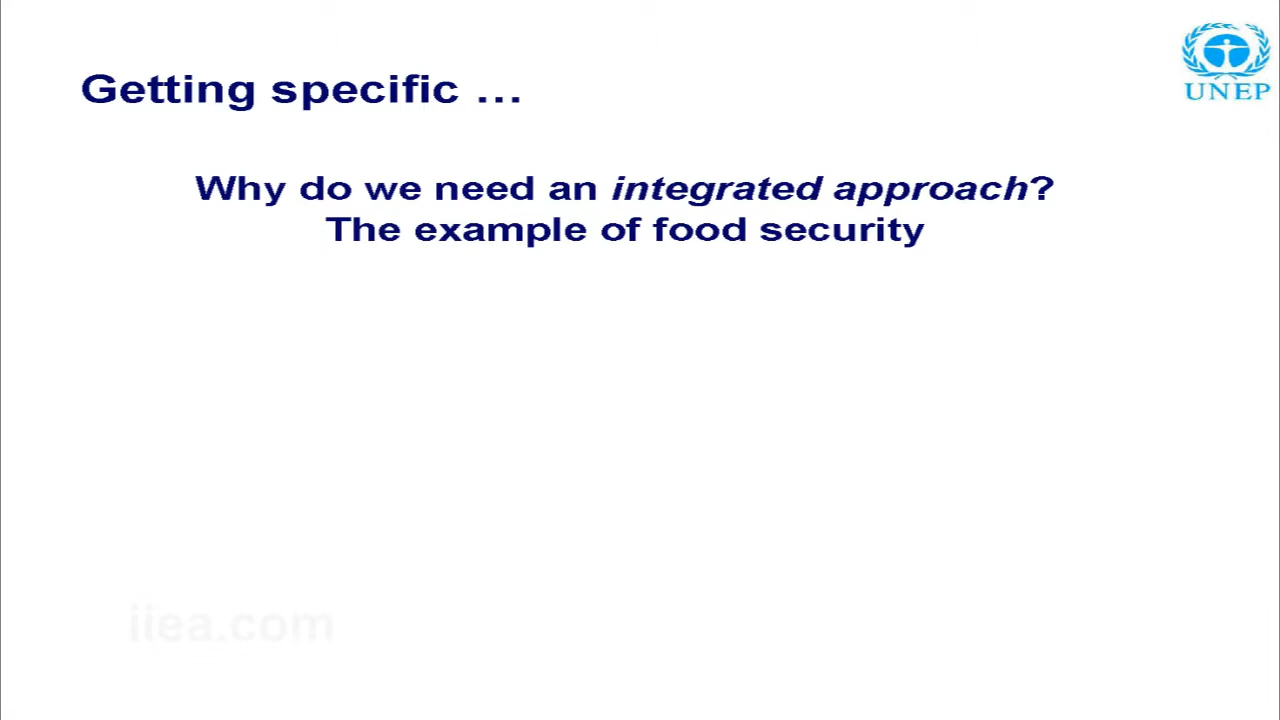 UNEP
Getting specific …
Why do we need an integrated approach?
The example of food security
iiea.com